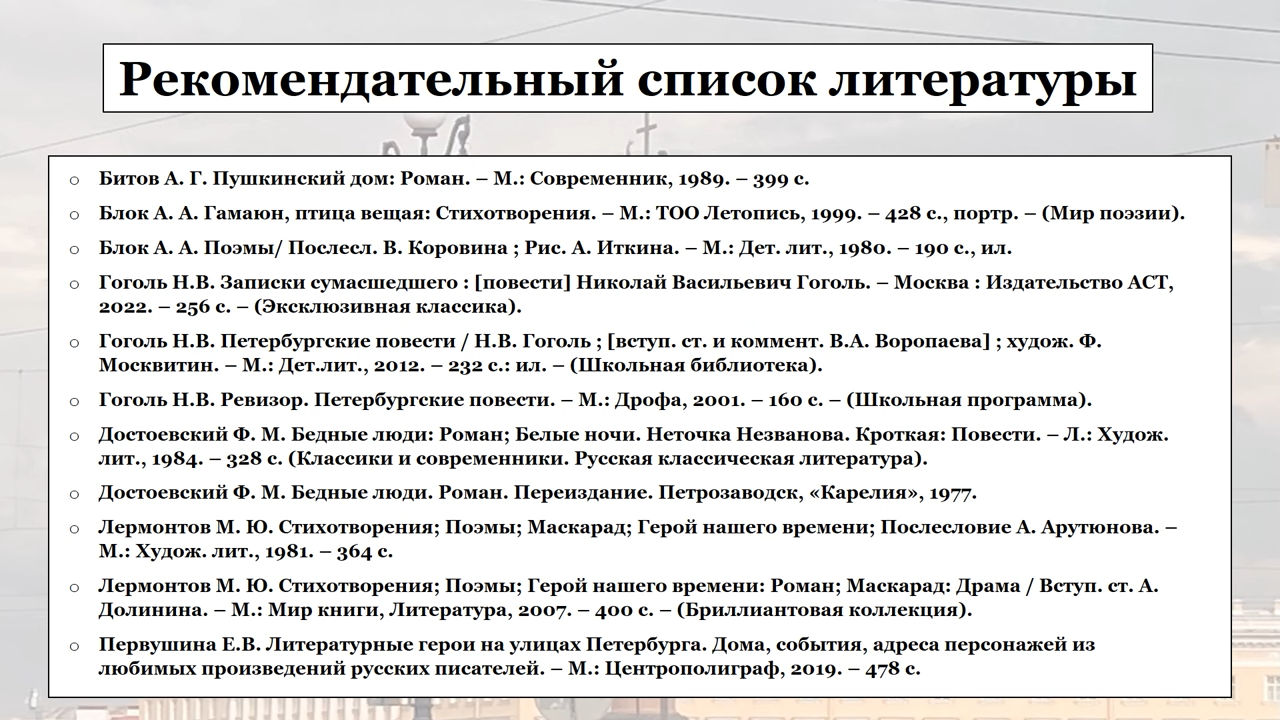 Рекомендательный список литературы
○ Битов А. Г. Пушкинский дом: Роман. – М.: Современник, 1989. – 399 с.
○ Блок А. А. Гамаюн, птица вещая: Стихотворения. – М.: ТОО Летопись, 1999. – 428 с., портр. – (Мир поэзии).
○ Блок А. А. Поэмы/ Послесл. В. Коровина ; Рис. А. Иткина. – М.: Дет. лит., 1980. – 190 с., ил.
○ Гоголь Н.В. Записки сумасшедшего : [повести] Николай Васильевич Гоголь. – Москва : Издательство АСТ,
2022. – 256 с. – (Эксклюзивная классика).
○ Гоголь Н.В. Петербургские повести / Н.В. Гоголь ; [вступ. ст. и коммент. В.А. Воропаева] ; худож. Ф.
Москвитин. – М.: Дет.лит., 2012. – 232 с.: ил. – (Школьная библиотека).
○ Гоголь Н.В. Ревизор. Петербургские повести. – М.: Дрофа, 2001. – 160 с. – (Школьная программа).
○ Достоевский Ф. М. Бедные люди: Роман; Белые ночи. Неточка Незванова. Кроткая: Повести. – Л.: Худож.
лит., 1984. – 328 с. (Классики и современники. Русская классическая литература).
○ Достоевский Ф. М. Бедные люди. Роман. Переиздание. Петрозаводск, «Карелия», 1977.
○ Лермонтов М. Ю. Стихотворения; Поэмы; Маскарад; Герой нашего времени; Послесловие А. Арутюнова. –
М.: Худож. лит., 1981. – 364 с.
○ Лермонтов М. Ю. Стихотворения; Поэмы; Герой нашего времени: Роман; Маскарад: Драма / Вступ. ст. А.
Долинина. – М.: Мир книги, Литература, 2007. – 400 с. – (Бриллиантовая коллекция).
○ Первушина Е.В. Литературные герои на улицах Петербурга. Дома, события, адреса персонажей из
любимых произведений русских писателей. – М.: Центрополиграф, 2019. – 478 с.